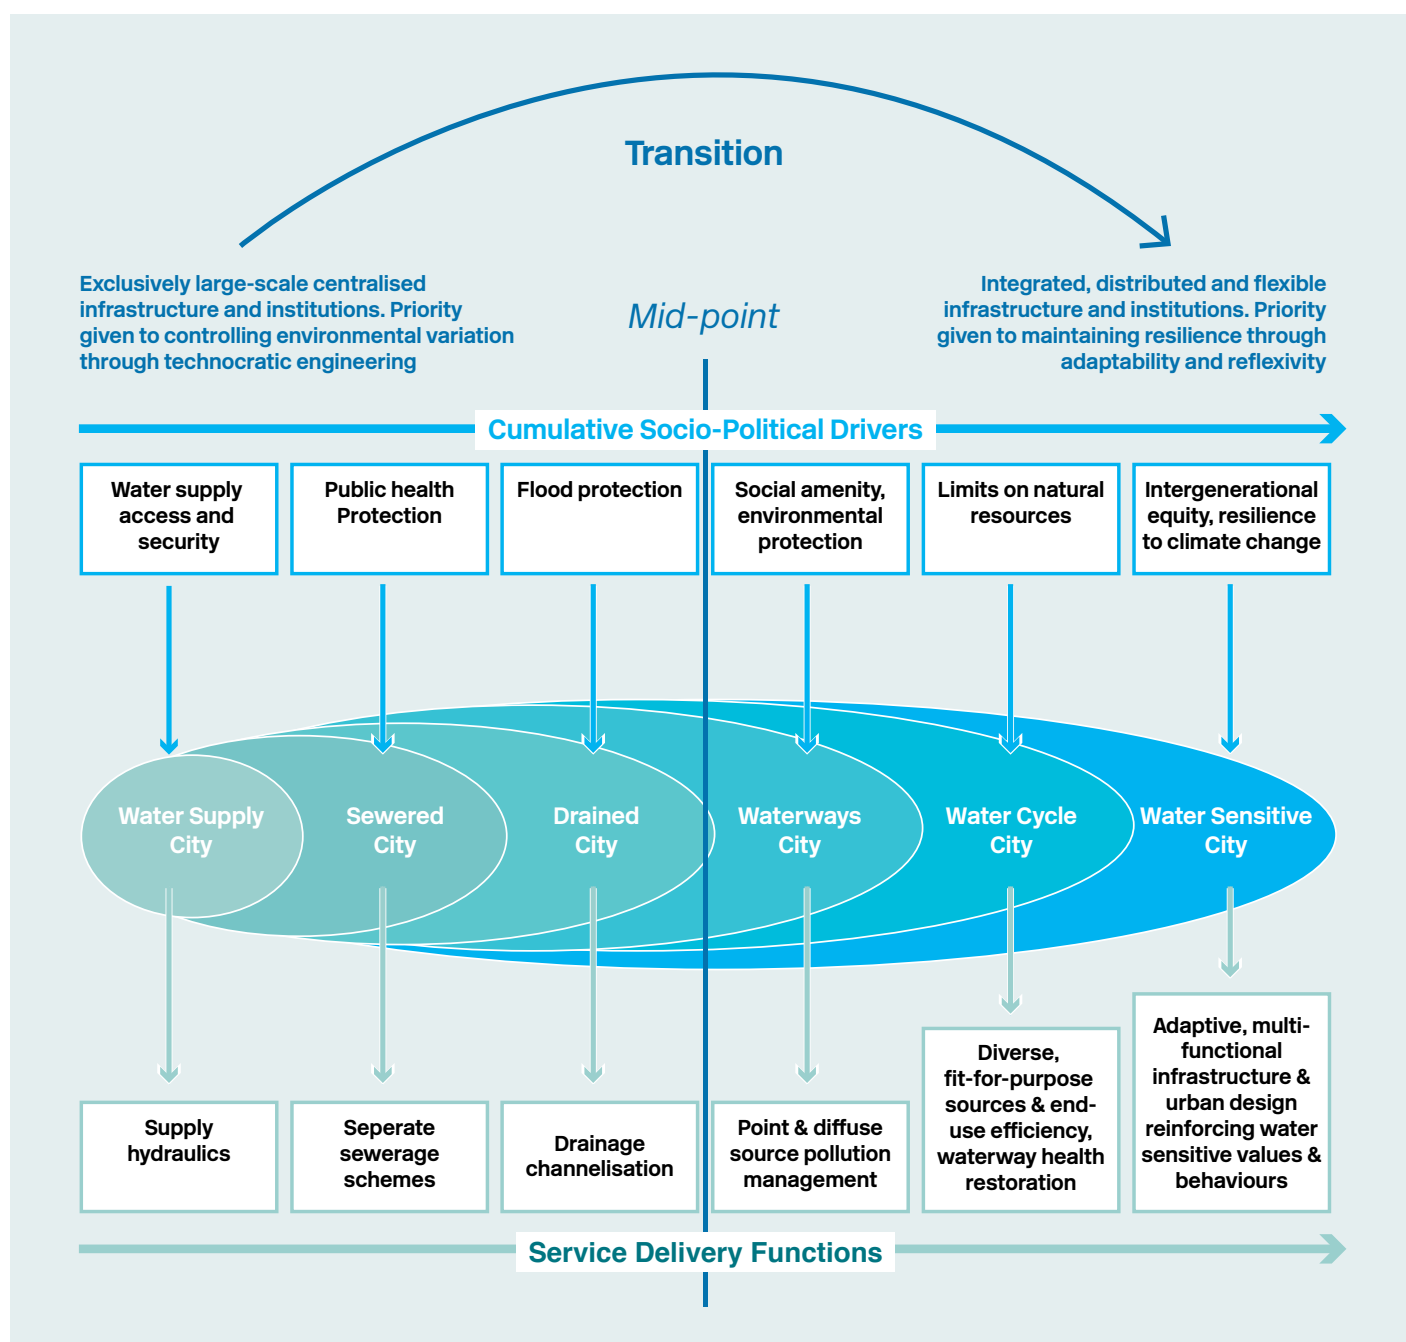 Transition
Exclusively large-scale centralised
infrastructure and institutions. Priority
given to controlling environmental variation
through technocratic engineering
Mid-point
Integrated, distributed and flexible
infrastructure and institutions. Priority
given to maintaining resilience through
adaptability and reflexivity
Cumulative Socio-Political Drivers
Water supply
access and
security
Public health
Protection
Flood protection
Social amenity,
environmental
protection
Limits on natural
resources
Intergenerational
equity, resilience
to climate change
Water Supply
City
Sewered
City
Drained
City
Waterways
City
Water Cycle
City
Water Sensitive
City
Supply
hydraulics
Seperate
sewerage
schemes
Drainage
channelisation
Point & diffuse
source pollution
management
Diverse,
fit-for-purpose
sources & end-
use efficiency,
waterway health
restoration
Adaptive, multi-
functional
infrastructure &
urban design
reinforcing water
sensitive values &
behaviours
Service Delivery Functions